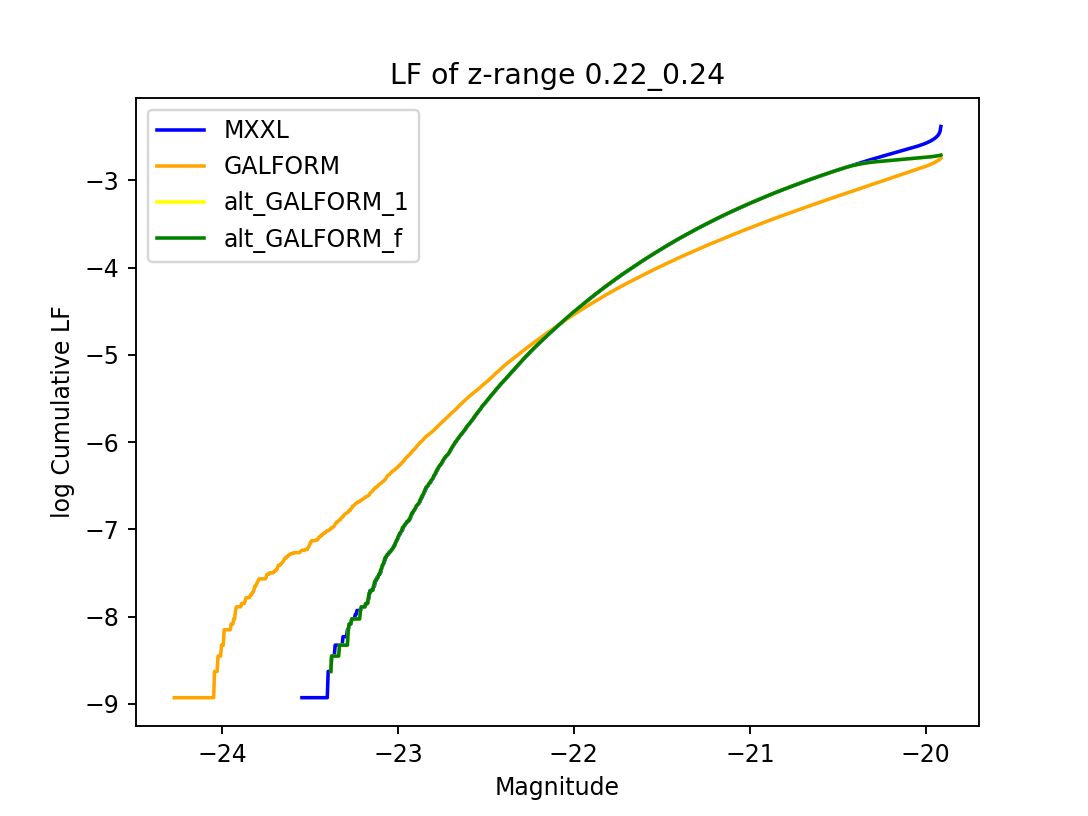 LF of z-range 0.22_0.24
MXXL
GALFORM
alt_GALFORM_1
alt_GALFORM_f
log Cumulative LF
−3
−4
−5
−6
−7
−8
−9
−24
−23
−22
−21
−20
Magnitude